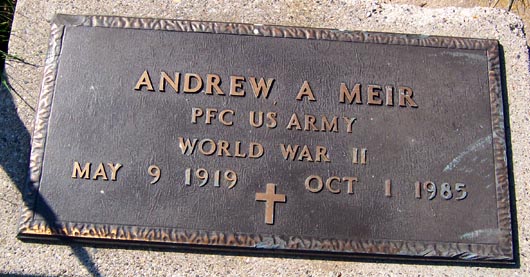 ANDREW A MEIR
PFC US ARMY
WORLD WAR II
MAY 9 1919 OCT 1 1985